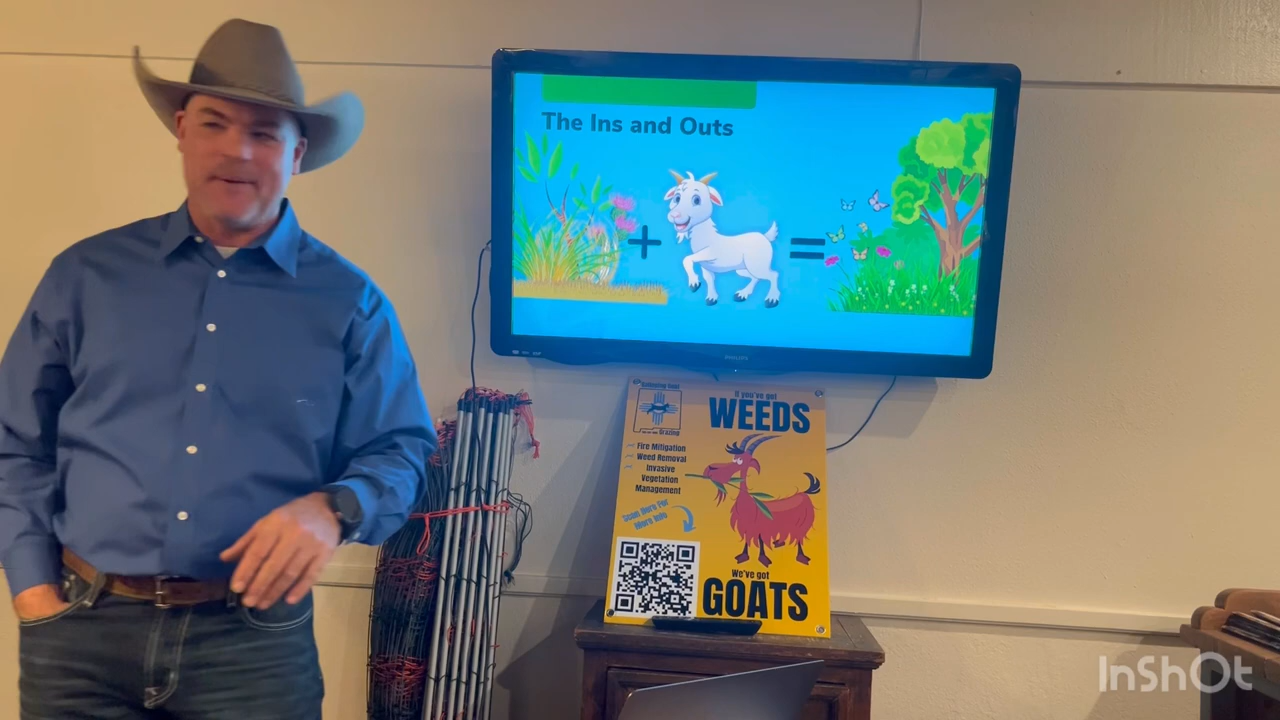 The Ins and Outs
+
=
PHILIPS
If you've got
WEEDS
Grazing
Fire Mitigation
Weed Removal
Invasive
Vegetation
Management
Scan Here For
More Info
We've got
GOATS
InShOt